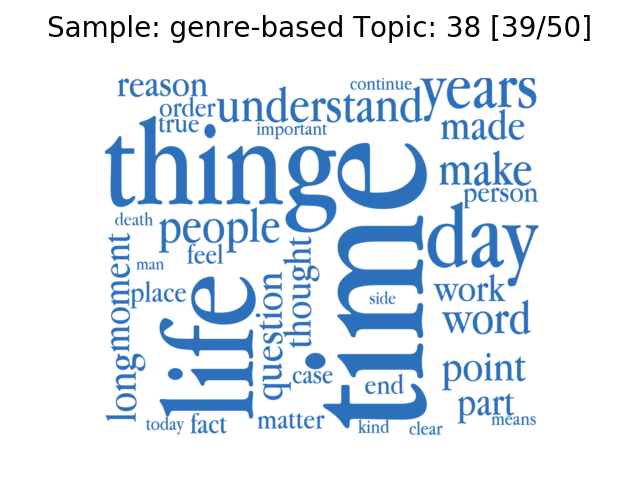 Sample: genre-based Topic: 38 [39/50]
reason
continue
years
order
understand
true
important
made
thing
time
make
person
death
people
day
man
feel
thought
long
moment
place
life
question
side
work
word
case
end
point
part
means
today
fact
matter
kind
clear